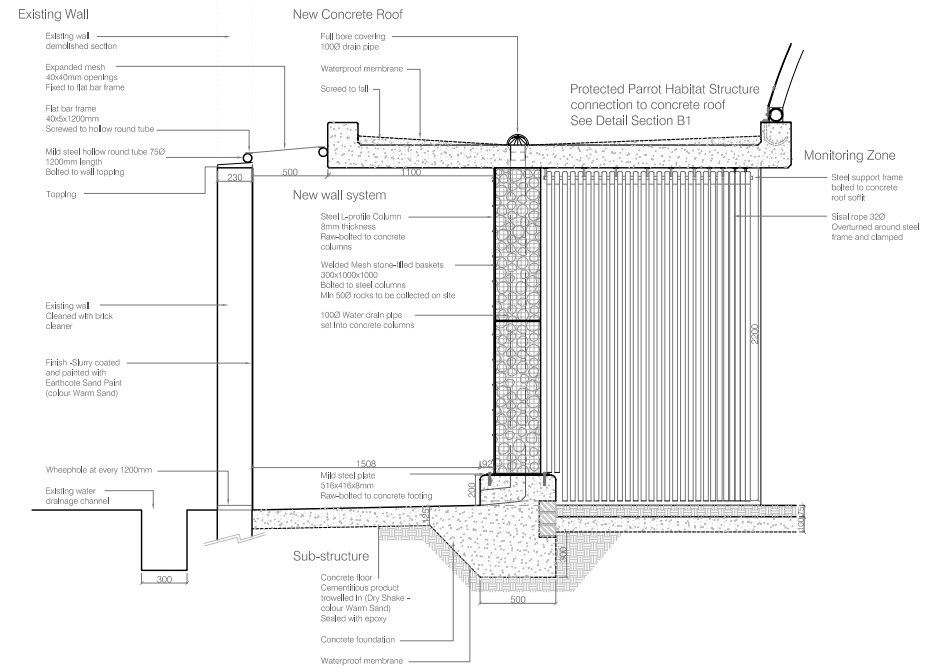 Existing Wall
Existing wall
demolished section
Expanded mesh
40x40mm openings
Fixed to flat bar frame
Flat bar frame
40x5x1200mm
Screwed to hollow round tube
Mild steel hollow round tube 75Ø
1200mm length
Bolted to wall topping
Topping
230
500
1100
New Concrete Roof
Full bore covering
100Ø drain pipe
Waterproof membrane
Screed to fall
Protected Parrot Habitat Structure
connection to concrete roof
See Detail Section B1
Monitoring Zone
Steel support frame
bolted to concrete
roof soffit
Sisal rope 32Ø
Overturned around steel
frame and clamped
New wall system
Steel L-profile Column
8mm thickness
Raw-bolted to concrete
columns
Welded Mesh stone-filled baskets
300x1000x1000
Bolted to steel columns
Min 50Ø rocks to be collected on site
100Ø Water drain pipe
set into concrete columns
2200
Existing wall
Cleaned with brick
cleaner
Finish -Slurry coated
and painted with
Earthcote Sand Paint
(colour Warm Sand)
Wheephole at every 1200mm
Existing water
drainage channel
300
1508
92
Mild steel plate
516x416x8mm
Raw-bolted to concrete footing
200
125
300
500
100
75
Sub-structure
Concrete floor
Cementitious product
trowelled in (Dry Shake -
colour Warm Sand)
Sealed with epoxy
Concrete foundation
Waterproof membrane